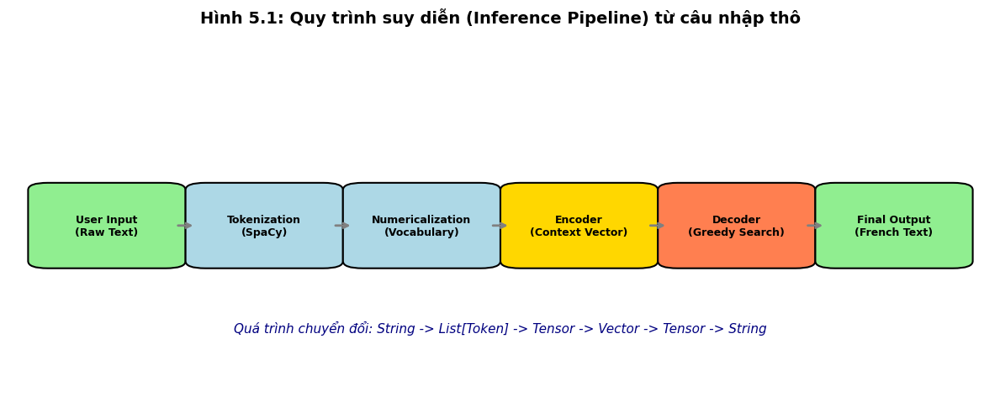 Hình 5.1: Quy trình suy diễn (Inference Pipeline) từ câu nhập thô
User Input
(Raw Text)
Tokenization
(SpaCy)
Numericalization
(Vocabulary)
Encoder
(Context Vector)
Decoder
(Greedy Search)
Final Output
(French Text)
Quá trình chuyển đổi: String -> List[Token] -> Tensor -> Vector -> Tensor -> String